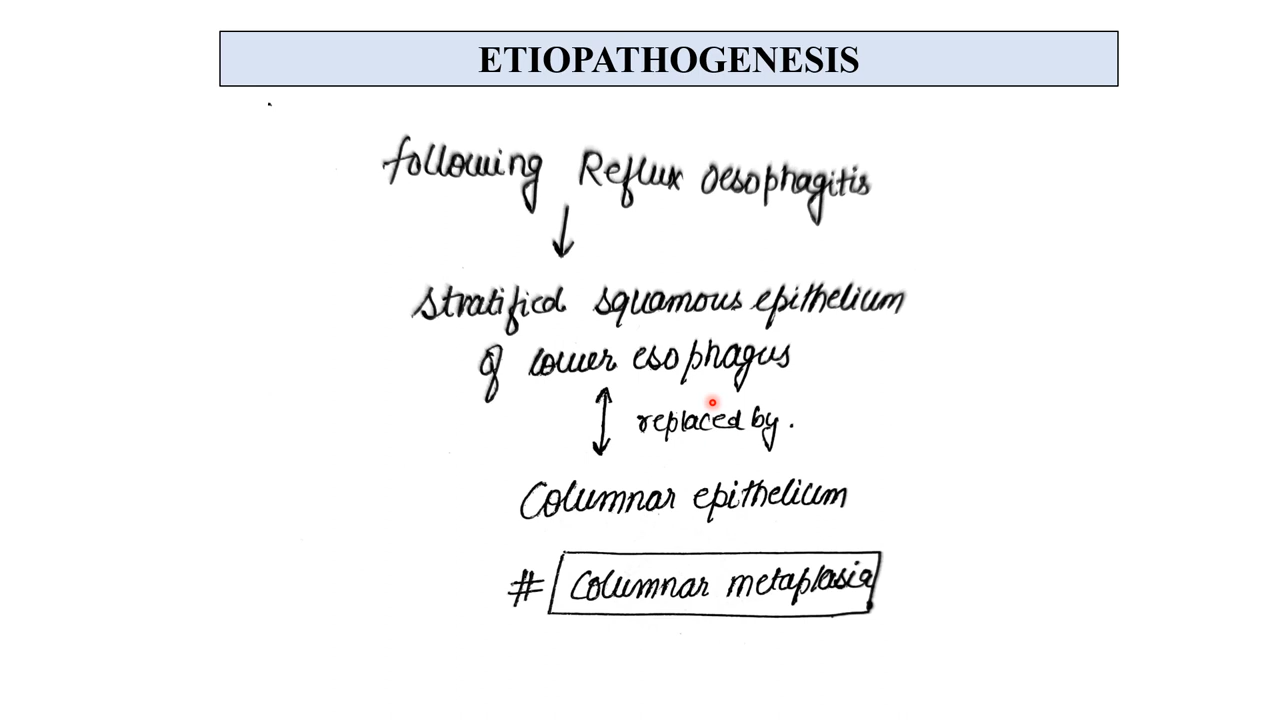 ETIOPATHOGENESIS
following Reflux oesophagitis
stratified squamous epithelium
of lower esophagus
replaced by.
Columnar epithelium
# Columnar metaplasia